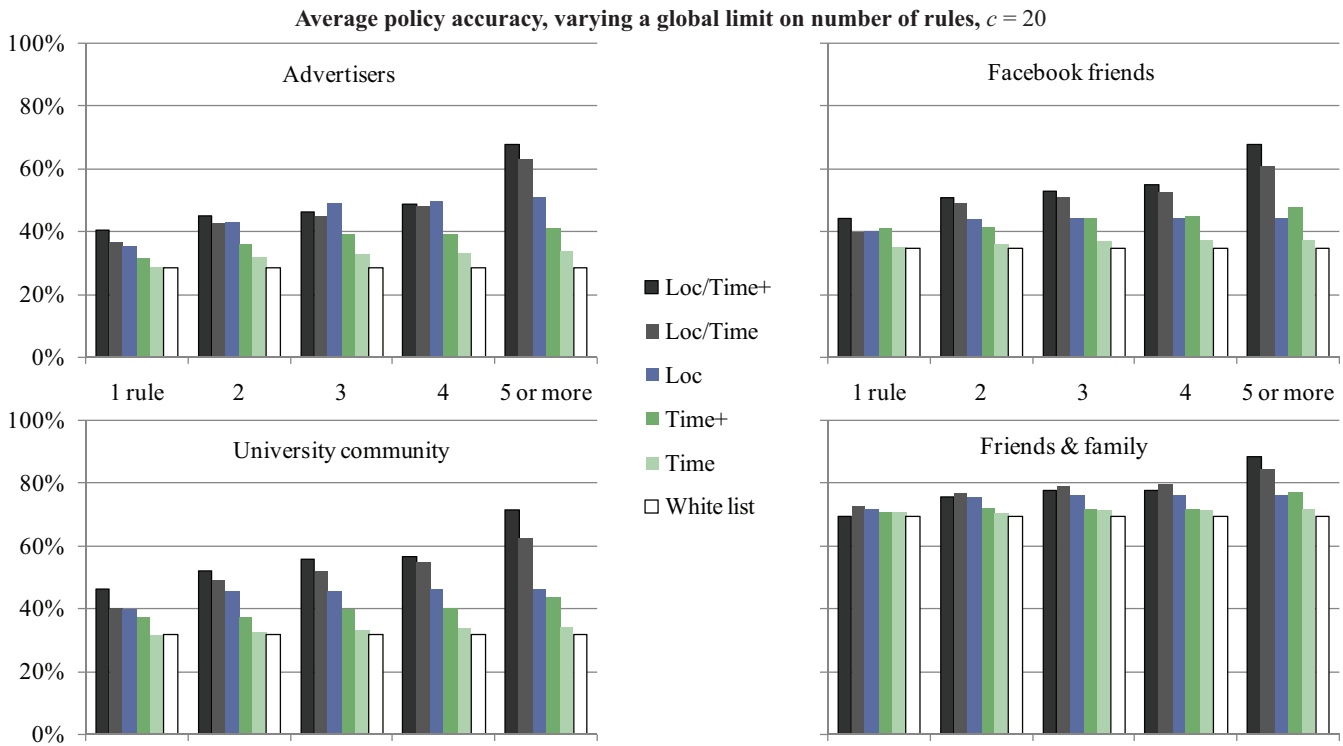 Average policy accuracy, varying a global limit on number of rules, c = 20
100%
80%
60%
40%
20%
0%
Advertisers
1 rule 2 3 4 5 or more
Facebook friends
1 rule 2 3 4 5 or more
Loc/Time+
Loc/Time
Loc
Time+
Time
White list
100%
80%
60%
40%
20%
0%
University community
Friends & family